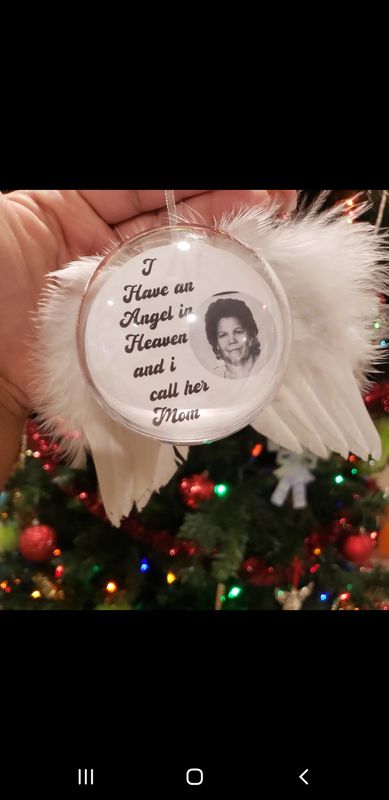 I
Have an
Angel in
Heaven
and i
call her
Mom